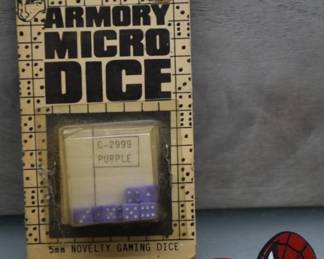 ARMORY
MICRO
DICE
C-2999
PURPLE
5mm NOVELTY GAMING DICE